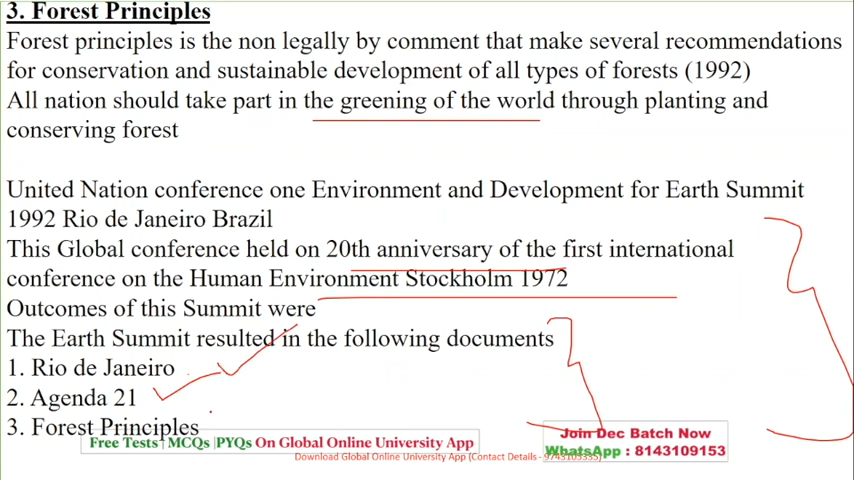 3. Forest Principles
Forest principles is the non legally by comment that make several recommendations
for conservation and sustainable development of all types of forests (1992)
All nation should take part in the greening of the world through planting and
conserving forest
United Nation conference one Environment and Development for Earth Summit
1992 Rio de Janeiro Brazil
This Global conference held on 20th anniversary of the first international
conference on the Human Environment Stockholm 1972
Outcomes of this Summit were
The Earth Summit resulted in the following documents
1. Rio de Janeiro
2. Agenda 21
3. Forest Principles
Free Tests | MCQs |PYQs On Global Online University App
Join Dec Batch Now
WhatsApp : 8143109153
Download Global Online University App (Contact Details -